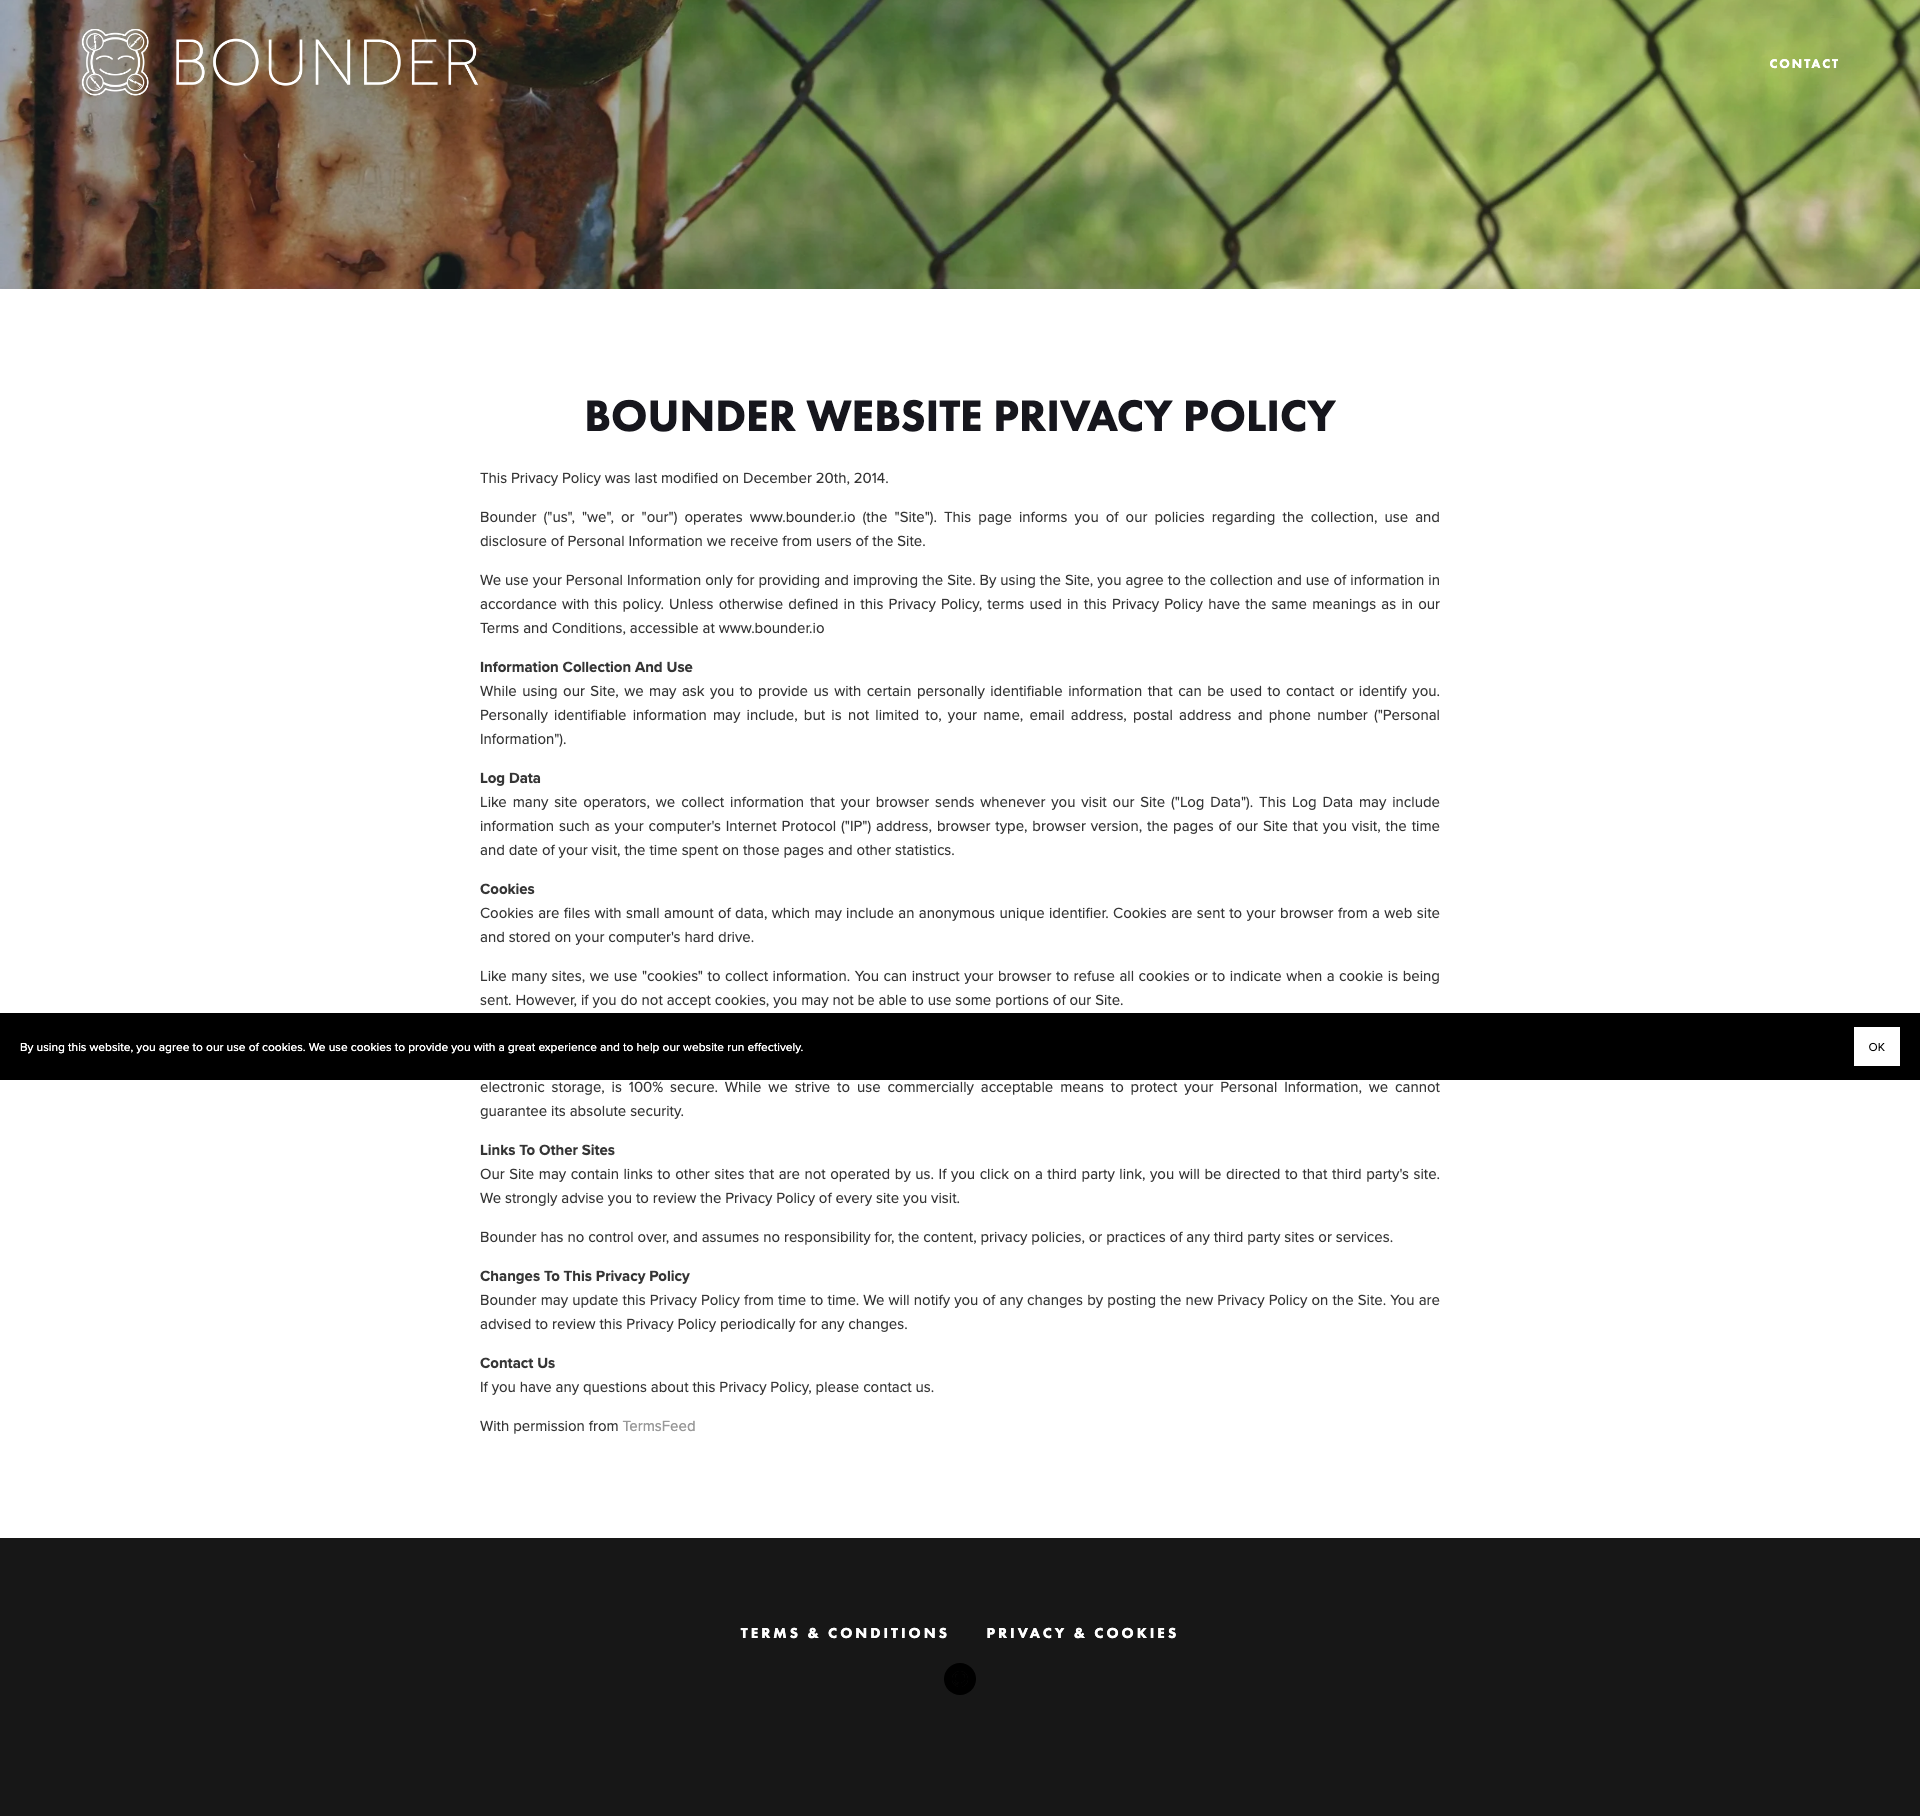 BOUNDER
CONTACT
BOUNDER WEBSITE PRIVACY POLICY
This Privacy Policy was last modified on December 20th, 2014.
Bounder ("us", "we", or "our") operates www.bounder.io (the "Site"). This page informs you of our policies regarding the collection, use and
disclosure of Personal Information we receive from users of the Site.
We use your Personal Information only for providing and improving the Site. By using the Site, you agree to the collection and use of information in
accordance with this policy. Unless otherwise defined in this Privacy Policy, terms used in this Privacy Policy have the same meanings as in our
Terms and Conditions, accessible at www.bounder.io
Information Collection And Use
While using our Site, we may ask you to provide us with certain personally identifiable information that can be used to contact or identify you.
Personally identifiable information may include, but is not limited to, your name, email address, postal address and phone number ("Personal
Information").
Log Data
Like many site operators, we collect information that your browser sends whenever you visit our Site ("Log Data"). This Log Data may include
information such as your computer's Internet Protocol ("IP") address, browser type, browser version, the pages of our Site that you visit, the time
and date of your visit, the time spent on those pages and other statistics.
Cookies
Cookies are files with small amount of data, which may include an anonymous unique identifier. Cookies are sent to your browser from a web site
and stored on your computer's hard drive.
Like many sites, we use "cookies" to collect information. You can instruct your browser to refuse all cookies or to indicate when a cookie is being
sent. However, if you do not accept cookies, you may not be able to use some portions of our Site.
By using this website, you agree to our use of cookies. We use cookies to provide you with a great experience and to help our website run effectively.
OK
electronic storage, is 100% secure. While we strive to use commercially acceptable means to protect your Personal Information, we cannot
guarantee its absolute security.
Links To Other Sites
Our Site may contain links to other sites that are not operated by us. If you click on a third party link, you will be directed to that third party's site.
We strongly advise you to review the Privacy Policy of every site you visit.
Bounder has no control over, and assumes no responsibility for, the content, privacy policies, or practices of any third party sites or services.
Changes To This Privacy Policy
Bounder may update this Privacy Policy from time to time. We will notify you of any changes by posting the new Privacy Policy on the Site. You are
advised to review this Privacy Policy periodically for any changes.
Contact Us
If you have any questions about this Privacy Policy, please contact us.
With permission from TermsFeed
TERMS & CONDITIONS PRIVACY & COOKIES